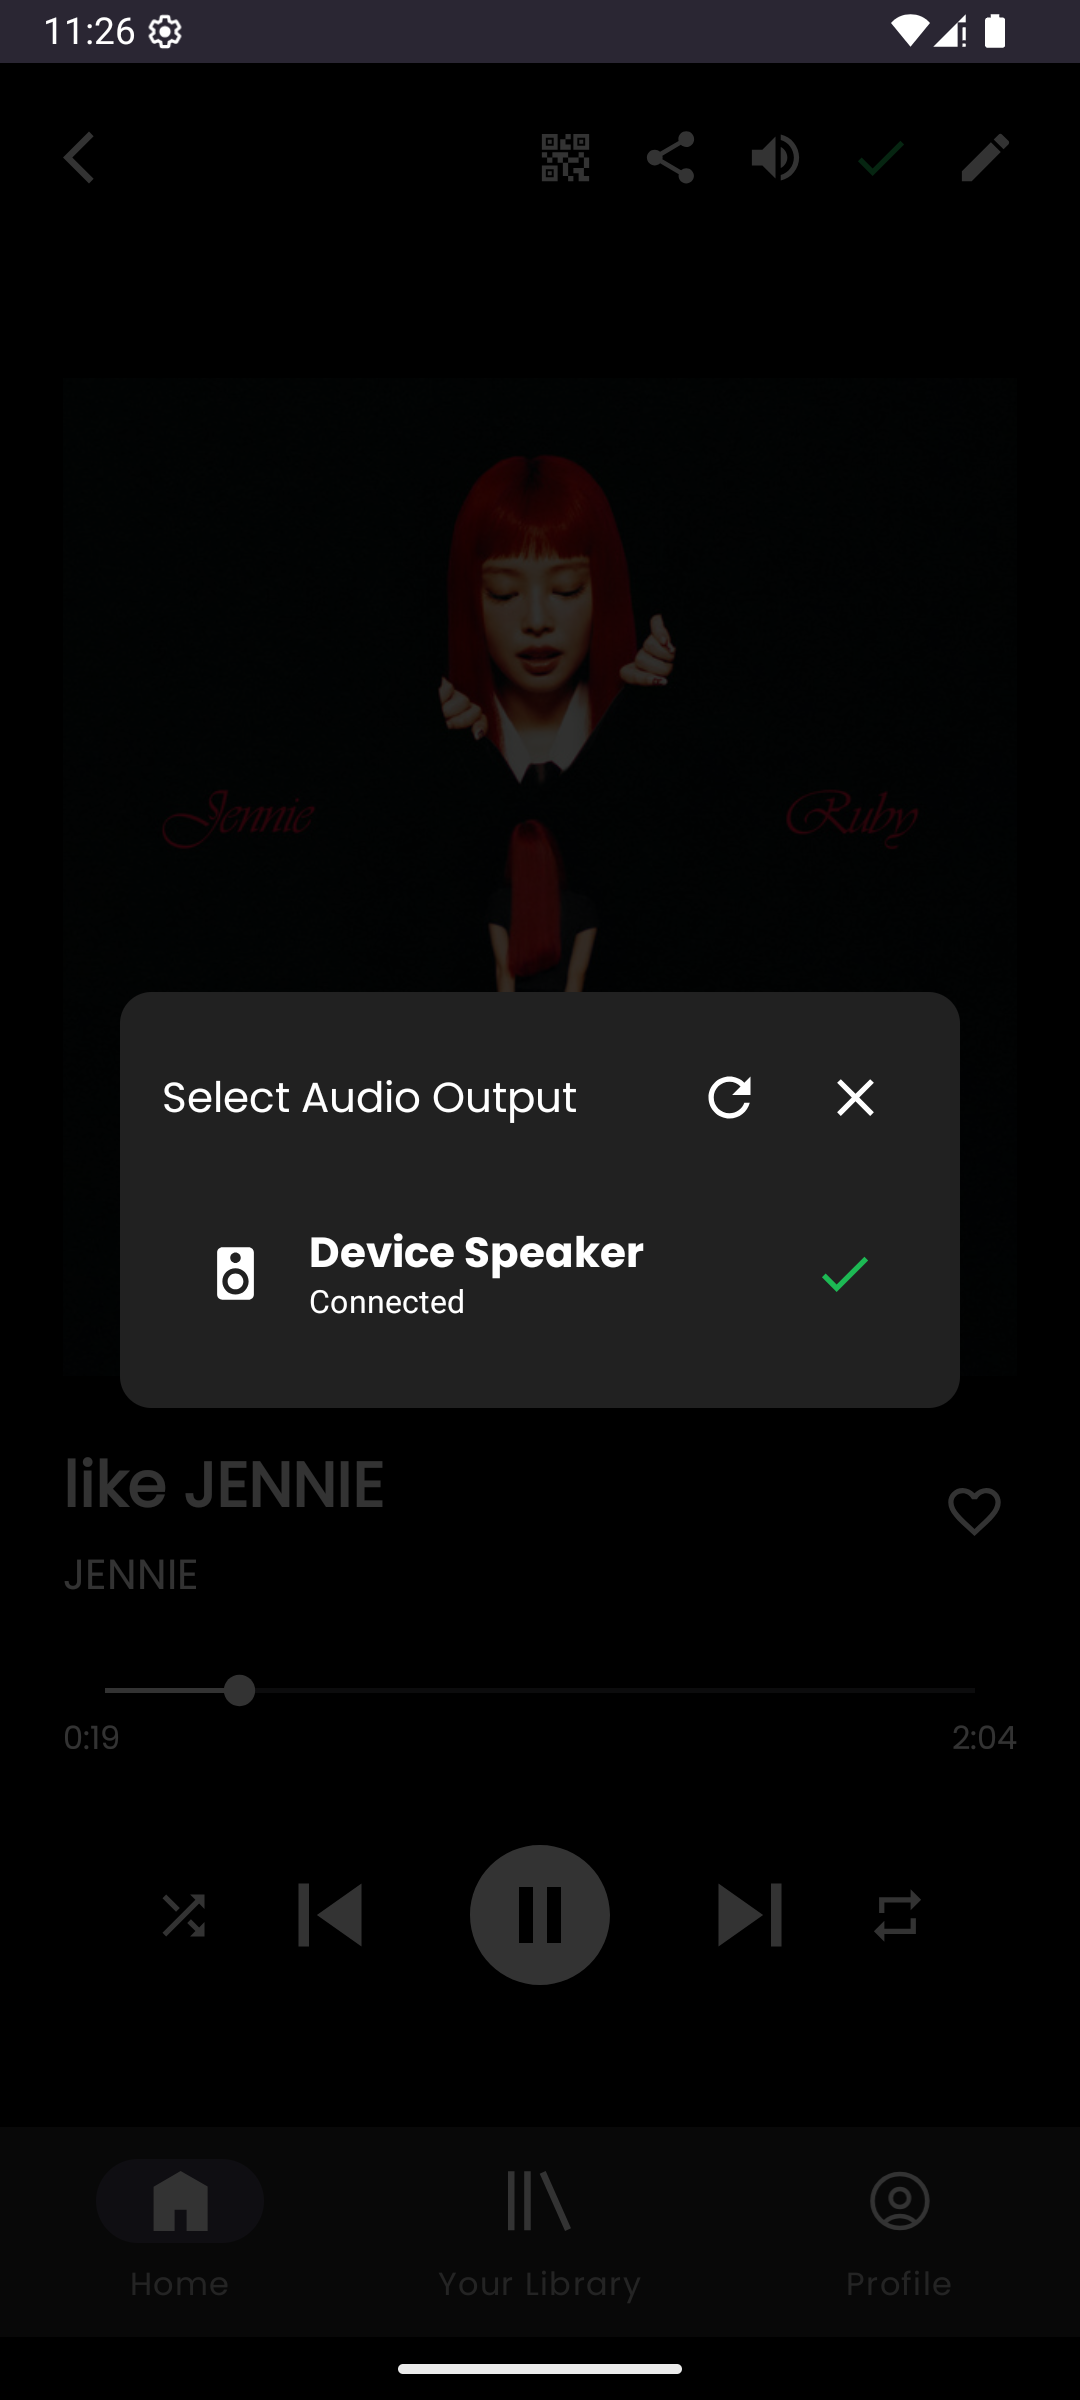 11:26
Jennie
Ruby
Select Audio Output
Device Speaker
Connected
like JENNIE
JENNIE
0:19
2:04
Home
Your Library
Profile